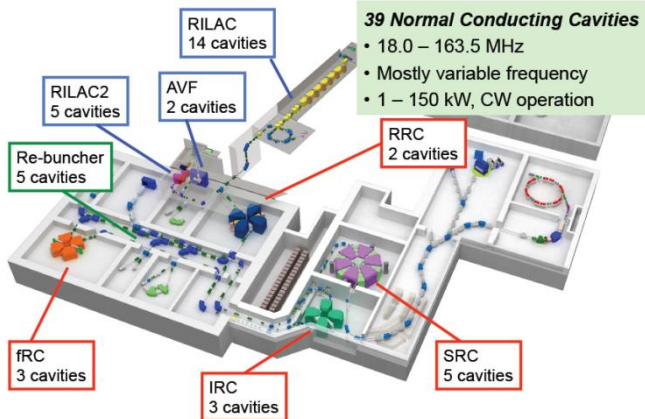 RILAC
14 cavities
39 Normal Conducting Cavities
• 18.0 – 163.5 MHz
• Mostly variable frequency
• 1 – 150 kW, CW operation
RILAC2
5 cavities
AVF
2 cavities
Re-buncher
5 cavities
RRC
2 cavities
fRC
3 cavities
IRC
3 cavities
SRC
5 cavities